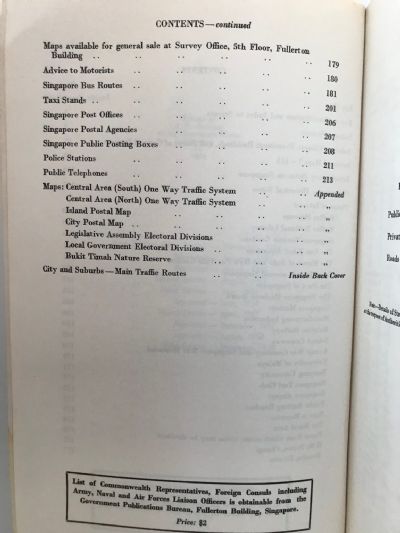 CONTENTS—continued
Maps available for general sale at Survey Office, 5th Floor, Fullerton
Building .. .. .. .. .. 179
Advice to Motorists .. .. .. .. 180
Singapore Bus Routes .. .. .. .. 181
Taxi Stands .. .. .. .. .. 201
Singapore Post Offices .. .. .. .. 206
Singapore Postal Agencies .. .. .. 207
Singapore Public Posting Boxes .. .. .. 208
Police Stations .. .. .. .. 211
Public Telephones .. .. .. .. 213
Maps: Central Area (South) One Way Traffic System .. .. Appended
Central Area (North) One Way Traffic System .. .. „
Island Postal Map .. .. .. .. „
City Postal Map .. .. .. .. .. „
Legislative Assembly Electoral Divisions .. .. .. „
Local Government Electoral Divisions .. .. .. „
Bukit Timah Nature Reserve .. .. .. „
City and Suburbs—Main Traffic Routes .. .. Inside Back Cover
List of Commonwealth Representatives, Foreign Consuls including
Army, Naval and Air Forces Liaison Officers is obtainable from the
Government Publications Bureau, Fullerton Building, Singapore.
Price: $2
Public
Privat
Roads